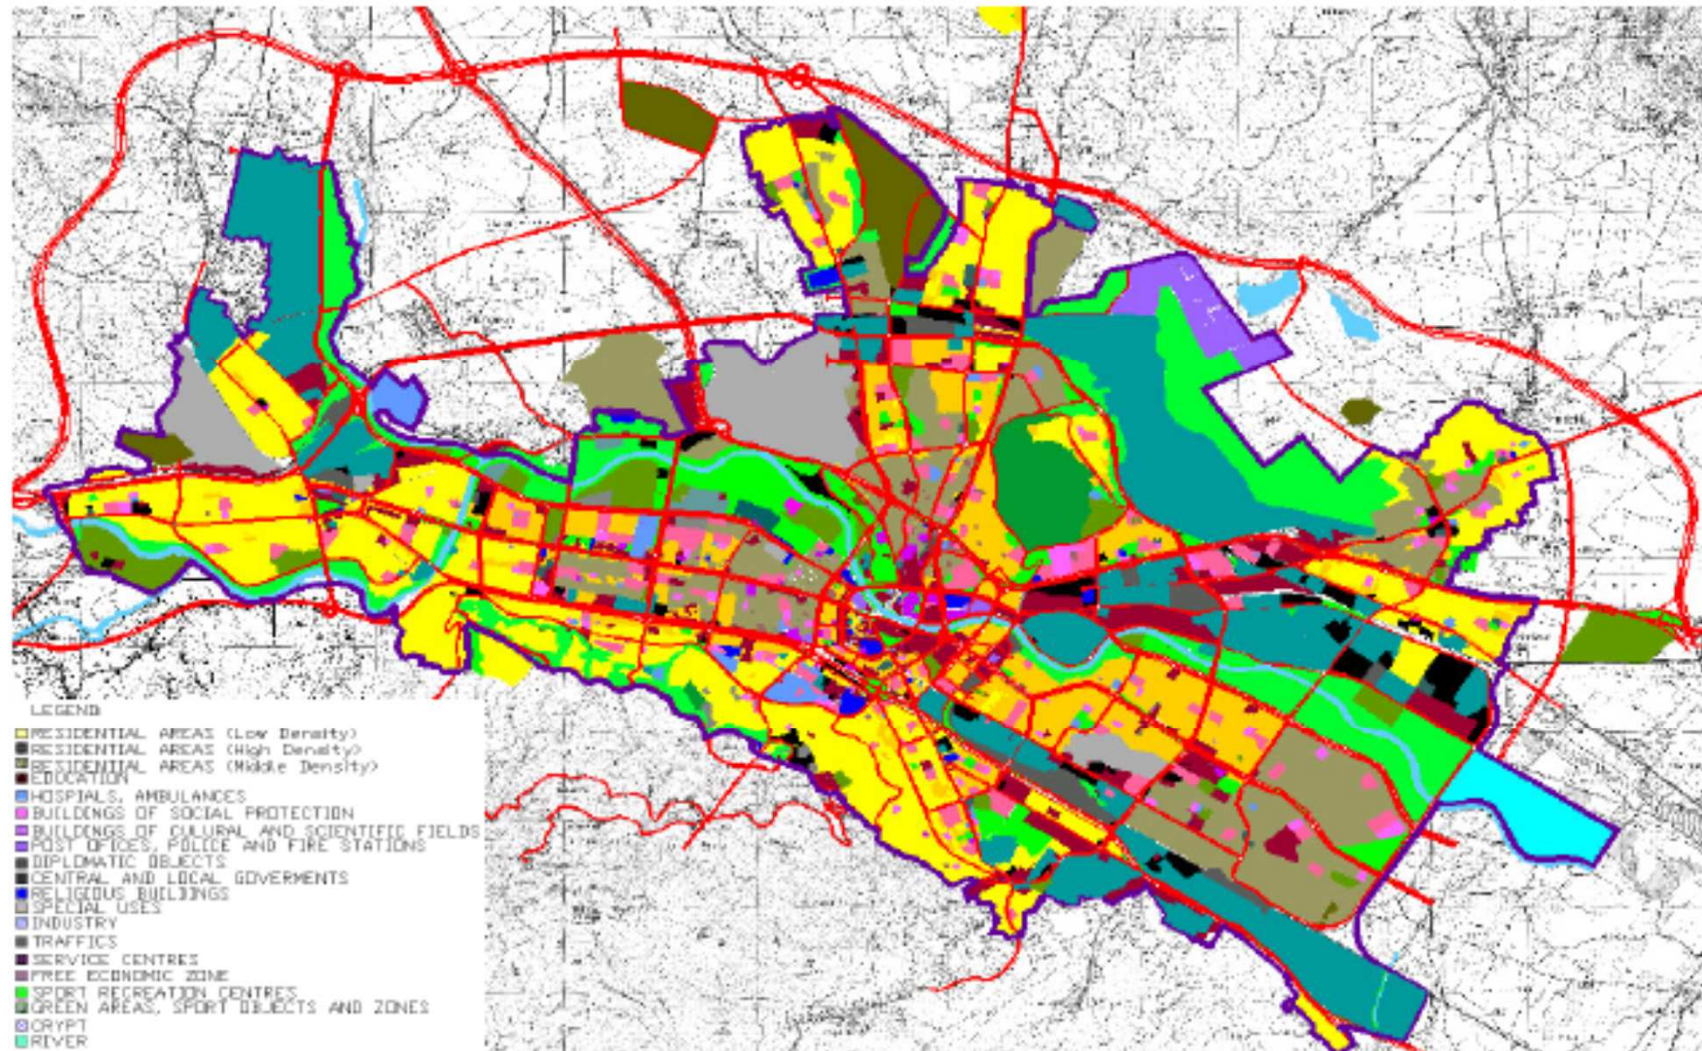 LEGEND
RESIDENTIAL AREAS (Low Density)
RESIDENTIAL AREAS (High Density)
RESIDENTIAL AREAS (Middle Density)
EDUCATION
HOSPIALS, AMBULANCES
BUILDINGS OF SOCIAL PROTECTION
BUILDINGS OF CULURAL AND SCIENTIFIC FIELDS
POST OFICES, POLICE AND FIRE STATIONS
DIPLOMATIC OBJECTS
CENTRAL AND LOCAL GOVERMENTS
RELIGIOUS BUILDINGS
SPECIAL USES
INDUSTRY
TRAFFICS
SERVICE CENTRES
FREE ECONOMIC ZONE
SPORT RECREATION CENTRES
GREEN AREAS, SPORT OBJECTS AND ZONES
CRYPT
RIVER